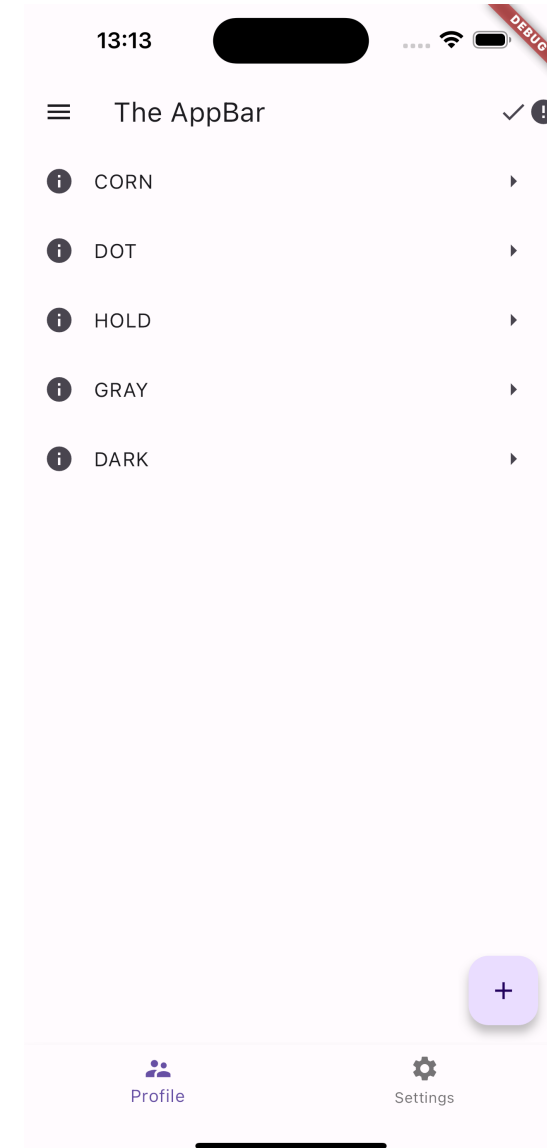 13:13
DEBUG
The AppBar
CORN
DOT
HOLD
GRAY
DARK
Profile
Settings